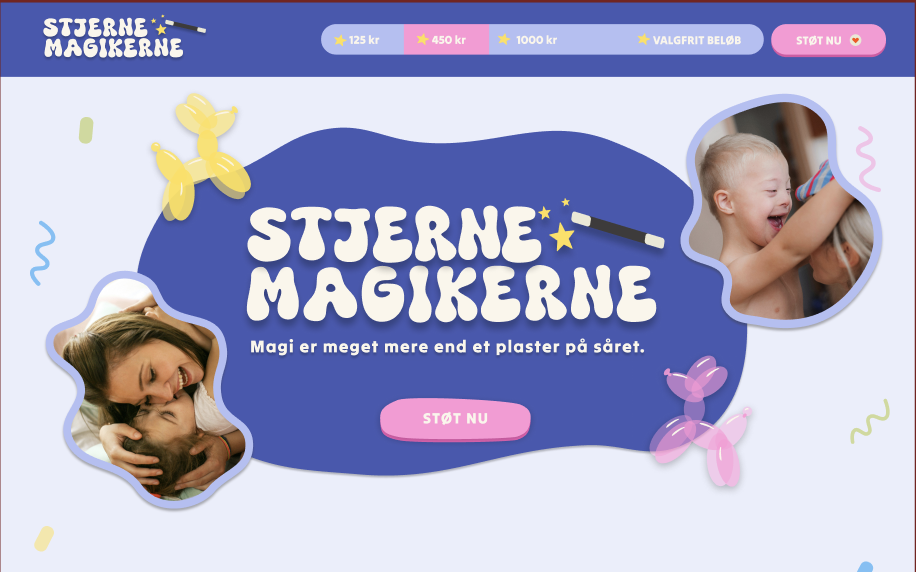 STJERNE
MAGIKERNE
125 kr
450 kr
1000 kr
VALGFRIT BELØB
STØT NU
STJERNE
MAGIKERNE
Magi er meget mere end et plaster på såret.
STØT NU